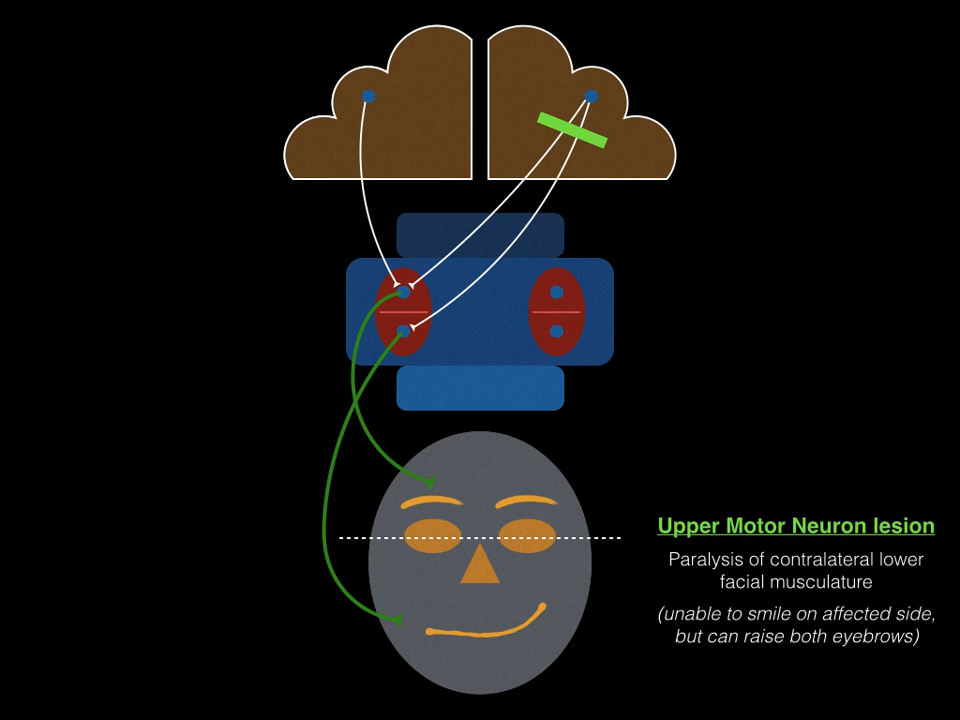 Upper Motor Neuron lesion
Paralysis of contralateral lower
facial musculature
(unable to smile on affected side,
but can raise both eyebrows)